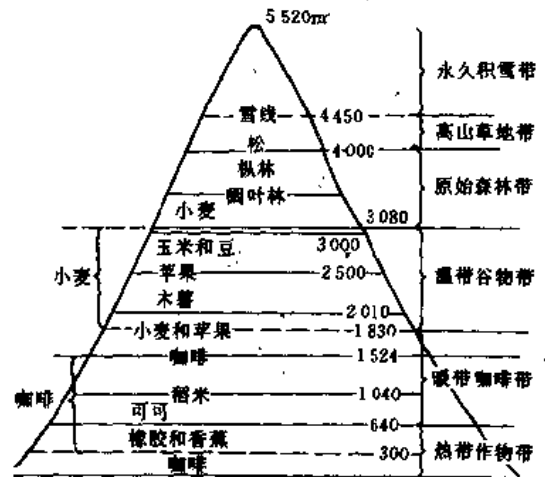 5 520m
永久积雪带
雪线 4 450
高山草地带
松 4 000
枞林
原始森林带
阔叶林
小麦
3 080
玉米和豆 3 000
小麦
苹果 2 500
温带谷物带
木薯
2 010
小麦和苹果 1 830
咖啡 1 524
暖带咖啡带
咖啡
稻米 1 040
可可 640
橡胶和香蕉
300
热带作物带
咖啡